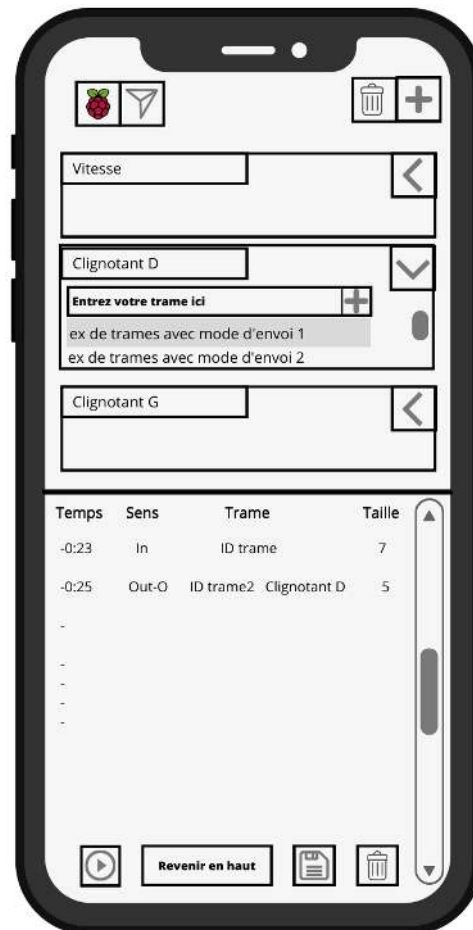 Vitesse
Clignotant D
Entrez votre trame ici
ex de trames avec mode d'envoi 1
ex de trames avec mode d'envoi 2
Clignotant G
Temps Sens Trame Taille
-0:23 In ID trame 7
-0:25 Out-O ID trame2 Clignotant D 5
-
-
-
-
-
Revenir en haut